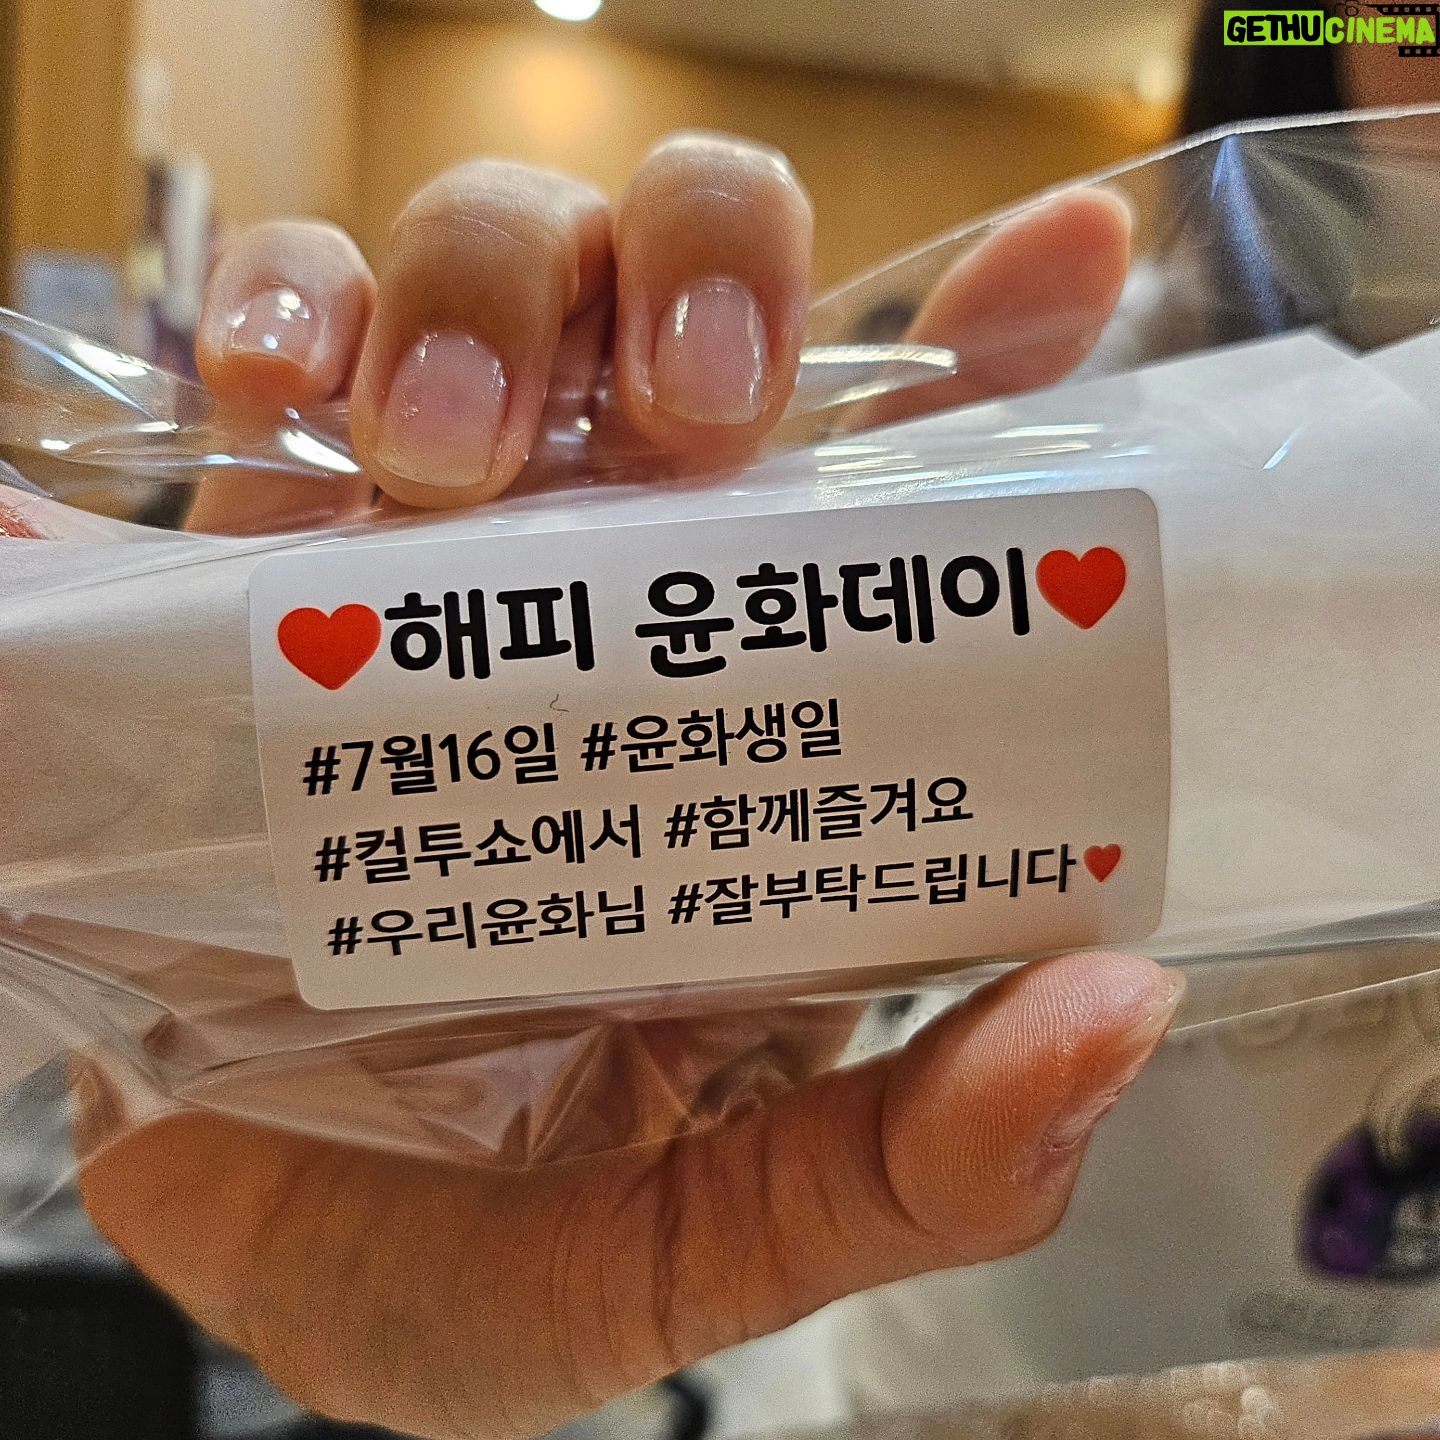 GETHUCINEMA
❤️해피 윤화데이❤️
#7월16일 #윤화생일
#컬투쇼에서 #함께즐겨요
#우리윤화님 #잘부탁드립니다❤️